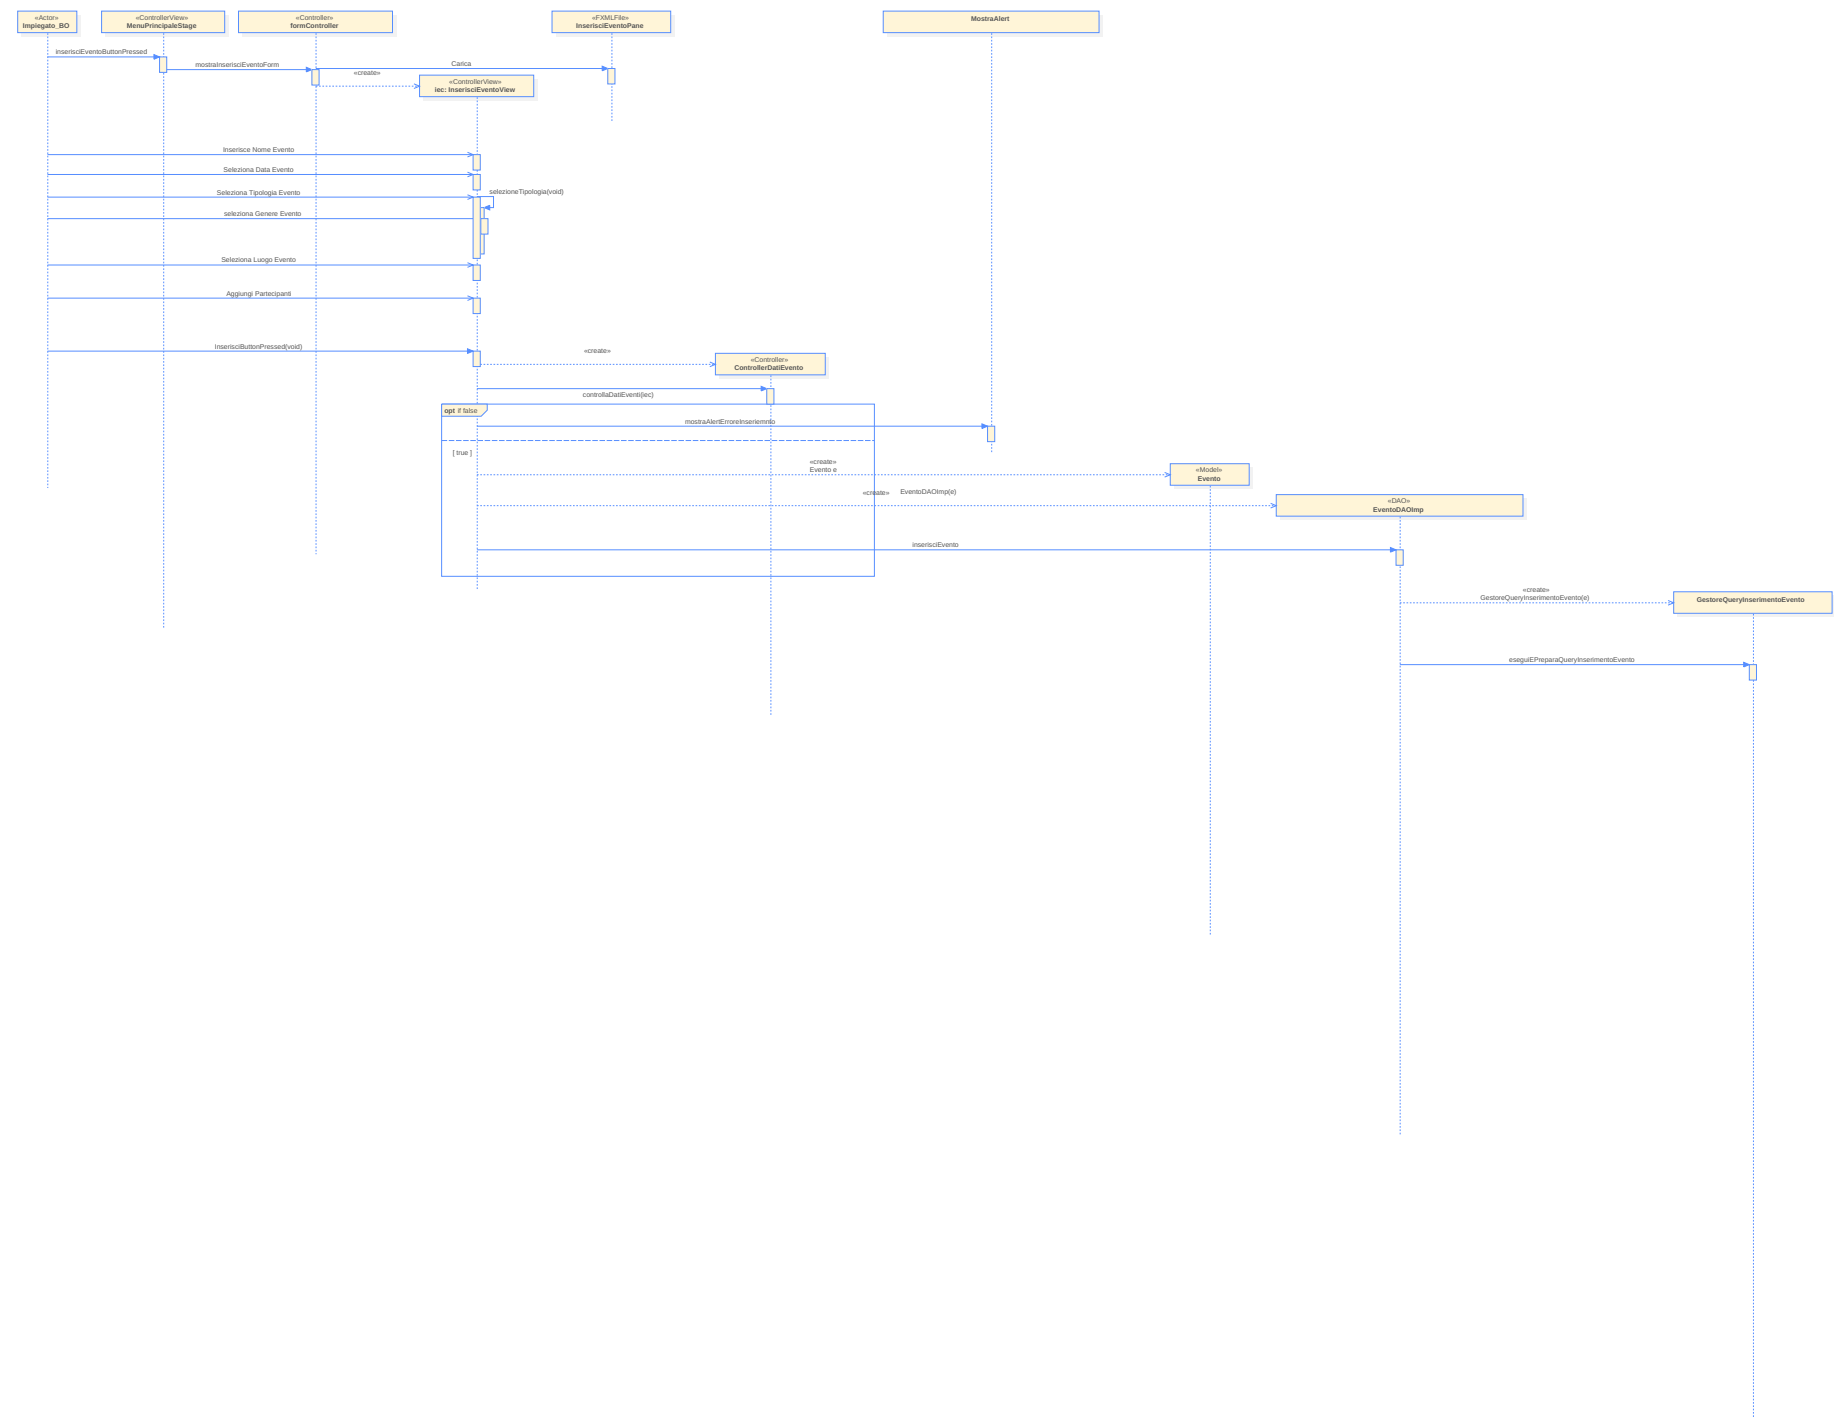 «Actor»
Impiegato_BO
«ControllerView»
MenuPrincipaleStage
«Controller»
formController
«FXMLFile»
InserisciEventoPane
MostraAlert
inserisciEventoButtonPressed
mostraInserisciEventoForm
Carica
«create»
«ControllerView»
iec: InserisciEventoView
Inserisce Nome Evento
Seleziona Data Evento
Seleziona Tipologia Evento
selezioneTipologia(void)
seleziona Genere Evento
Seleziona Luogo Evento
Aggiungi Partecipanti
InserisciButtonPressed(void)
«create»
«Controller»
ControllerDatiEvento
controllaDatiEventi(iec)
opt if false
mostraAlertErroreInseriemnto
[ true ]
«create»
Evento e
«Model»
Evento
«create» EventoDAOImp(e)
«DAO»
EventoDAOImp
inserisciEvento
«create»
GestoreQueryInserimentoEvento(e)
GestoreQueryInserimentoEvento
eseguiEPreparaQueryInserimentoEvento